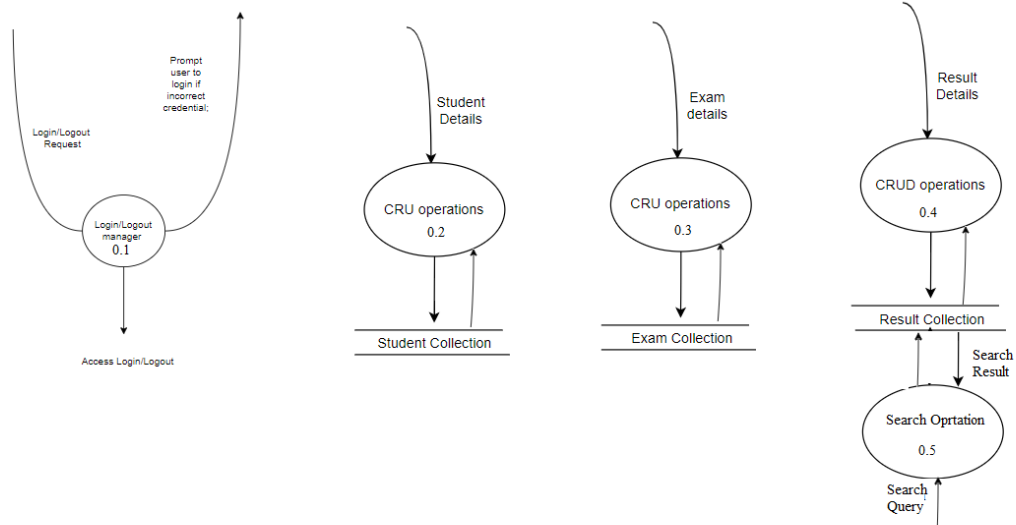 Prompt
user to
login if
incorrect
credential;
Login/Logout
Request
Login/Logout
manager
0.1
Access Login/Logout
Student
Details
CRU operations
0.2
Student Collection
Exam
details
CRU operations
0.3
Exam Collection
Result
Details
CRUD operations
0.4
Result Collection
Search
Result
Search Oprtation
0.5
Search
Query